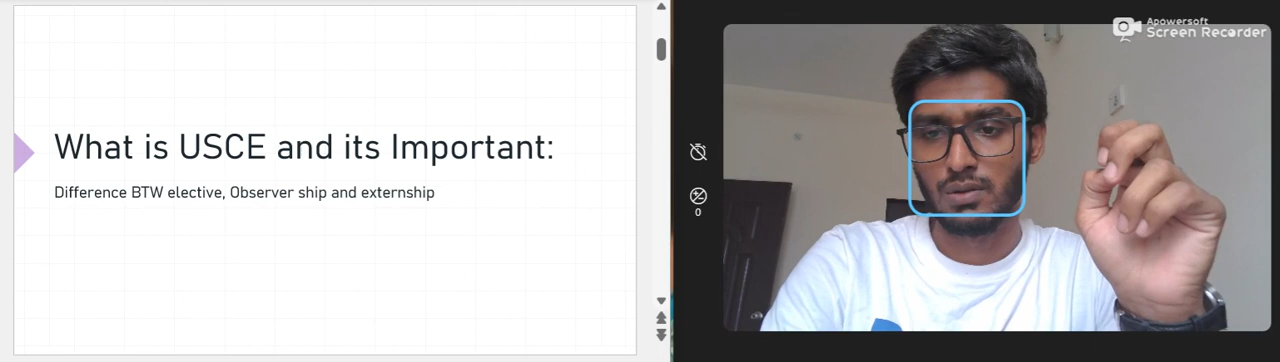 What is USCE and its Important:
Difference BTW elective, Observer ship and externship
0
Apowersoft
Screen Recorder